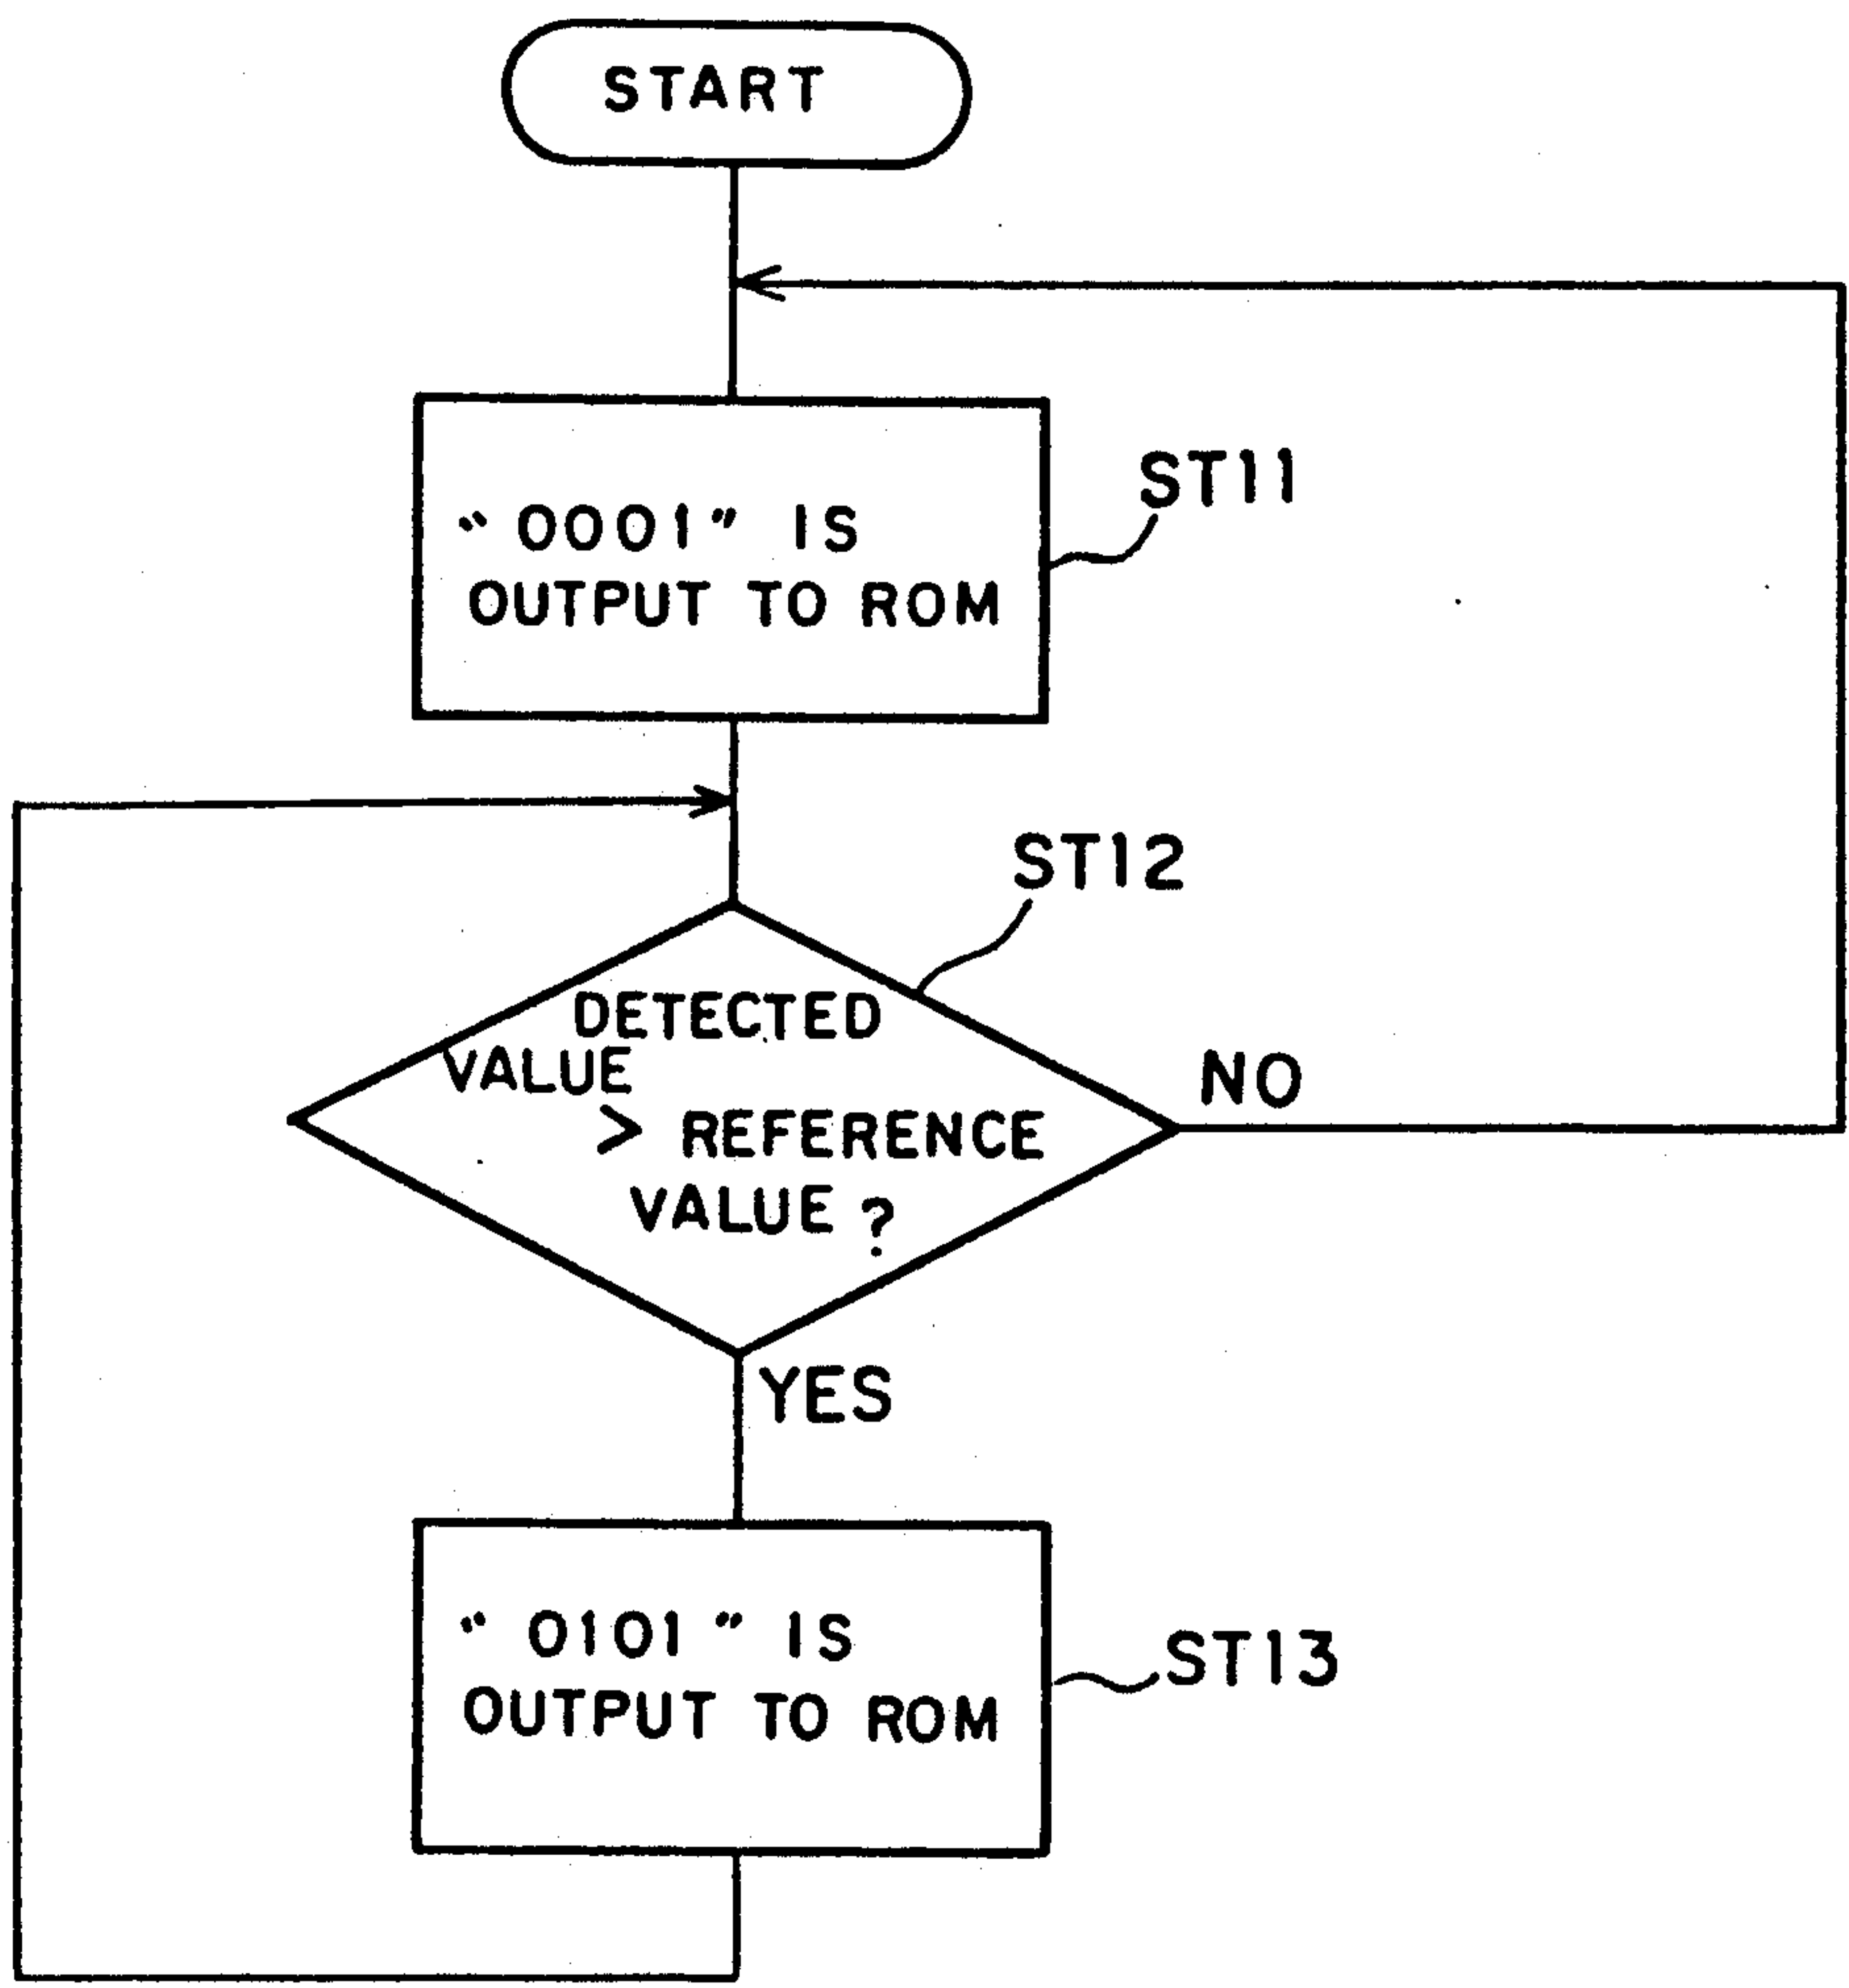 START
“ 0001” IS
OUTPUT TO ROM
ST11
ST12
DETECTED
VALUE
> REFERENCE
VALUE ?
NO
YES
“ 0101 ” IS
OUTPUT TO ROM
ST13